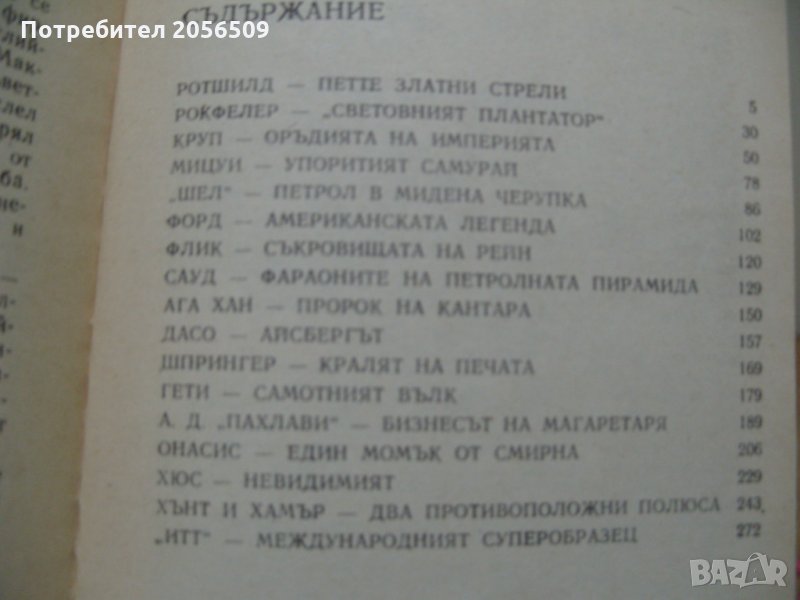 Потребител 2056509
СЪДЪРЖАНИЕ
РОТШИЛД — ПЕТТЕ ЗЛАТНИ СТРЕЛИ 5
РОКФЕЛЕР — „СВЕТОВНИЯТ ПЛАНТАТОР“ 30
КРУП — ОРЪДИЯТА НА ИМПЕРИЯТА 50
МИЦУИ — УПОРИТИЯТ САМУРАЙ 78
„ШЕЛ“ — ПЕТРОЛ В МИДЕНА ЧЕРУПКА 86
ФОРД — АМЕРИКАНСКАТА ЛЕГЕНДА 102
ФЛИК — СЪКРОВИЩАТА НА РЕЙН 120
САУД — ФАРАОНИТЕ НА ПЕТРОЛНАТА ПИРАМИДА 129
АГА ХАН — ПРОРОК НА КАНТАРА 150
ДАСО — АЙСБЕРГЪТ 157
ШПРИНГЕР — КРАЛЯТ НА ПЕЧАТА 169
ГЕТИ — САМОТНИЯТ ВЪЛК 179
А. Д. „ПАХЛАВИ“ — БИЗНЕСЪТ НА МАГАРЕТАРЯ 189
ОНАСИС — ЕДИН МОМЪК ОТ СМИРНА 206
ХЮС — НЕВИДИМИЯТ 229
ХЪНТ И ХАМЪР — ДВА ПРОТИВОПОЛОЖНИ ПОЛЮСА 243
„ИТТ“ — МЕЖДУНАРОДНИЯТ СУПЕРОБРАЗЕЦ 272
BAZAR